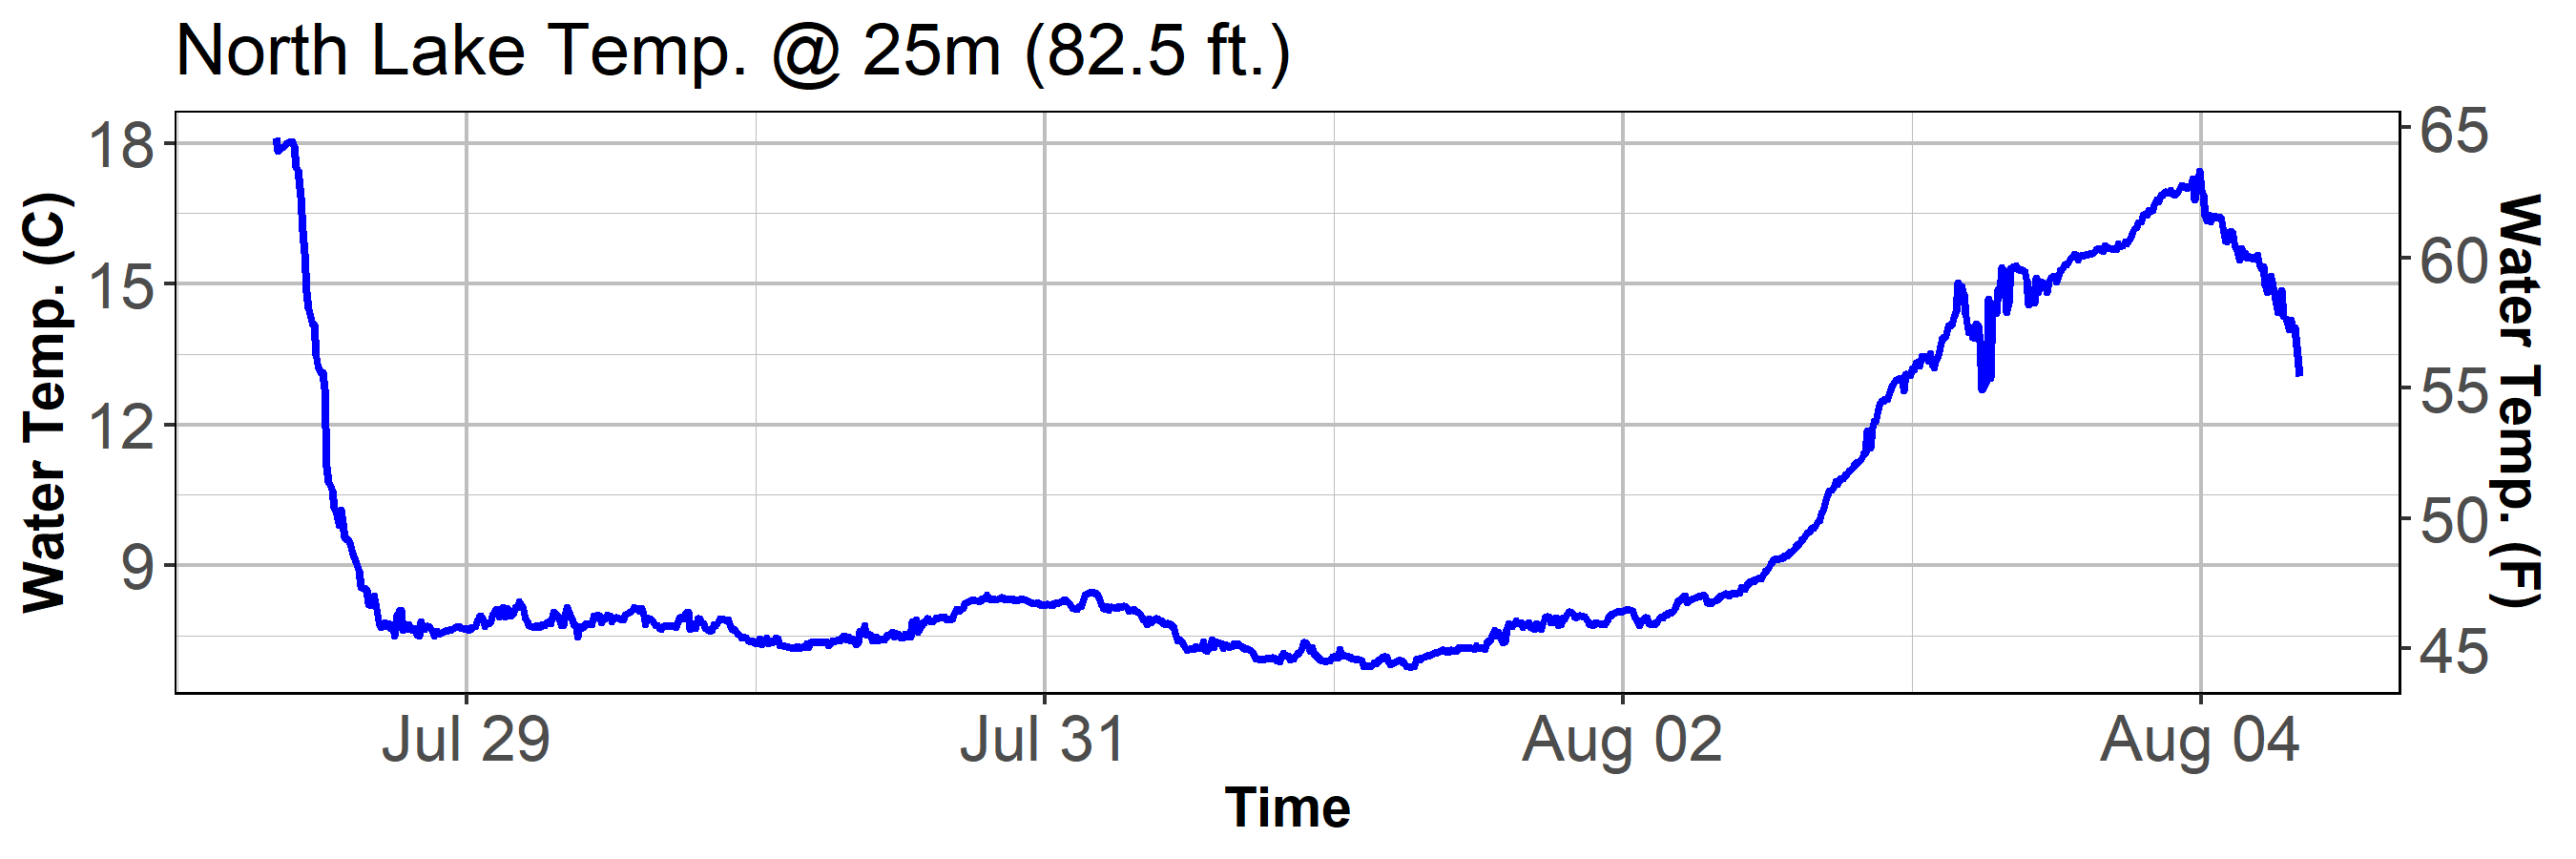 North Lake Temp. @ 25m (82.5 ft.)
Water Temp. (C)
18
15
12
9
65
60
55
50
45
Water Temp. (F)
Jul 29
Jul 31
Aug 02
Aug 04
Time